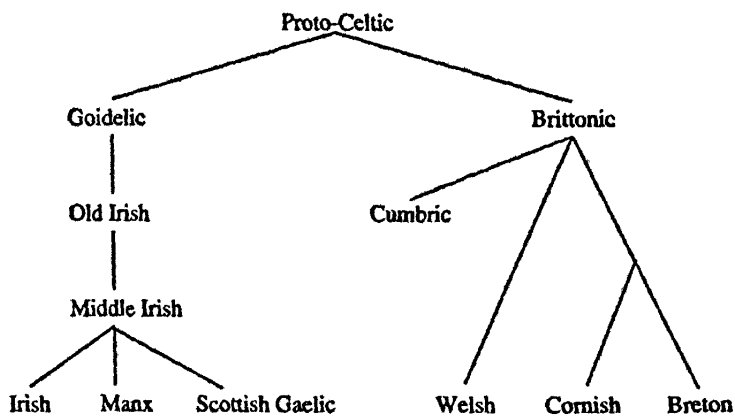 Proto-Celtic
Goidelic Brittonic
Old Irish Cumbric
Middle Irish
Irish Manx Scottish Gaelic Welsh Cornish Breton